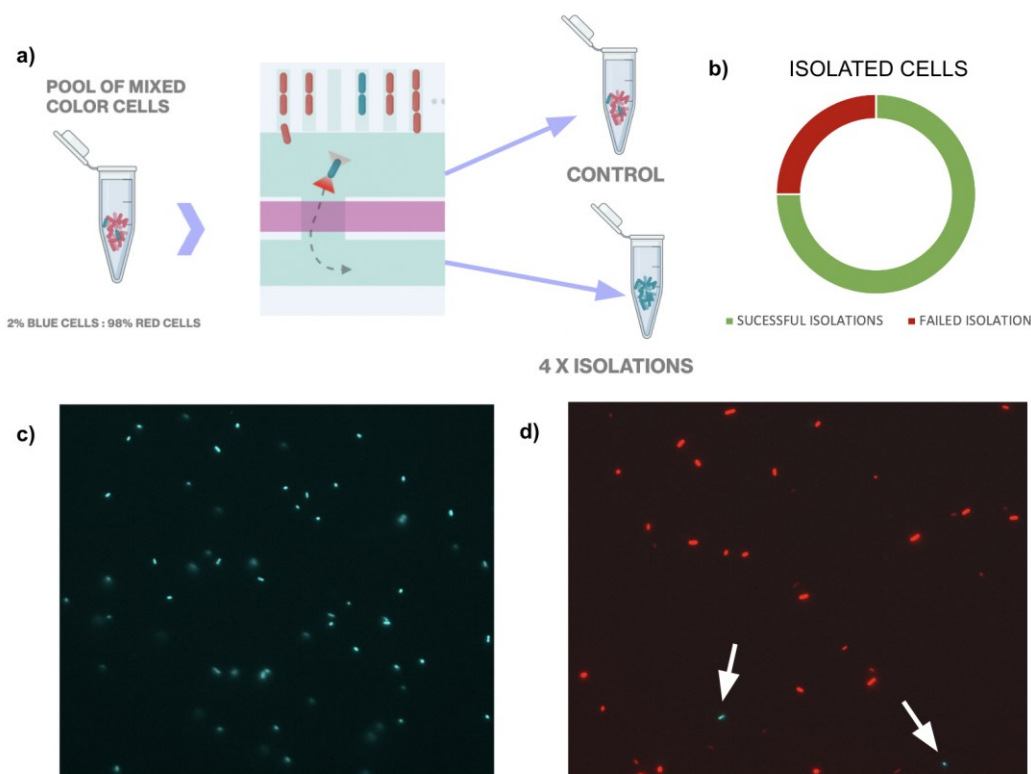 a)
POOL OF MIXED
COLOR CELLS
2% BLUE CELLS : 98% RED CELLS
CONTROL
4 X ISOLATIONS
b)
ISOLATED CELLS
SUCESSFUL ISOLATIONS
FAILED ISOLATION
c)
d)